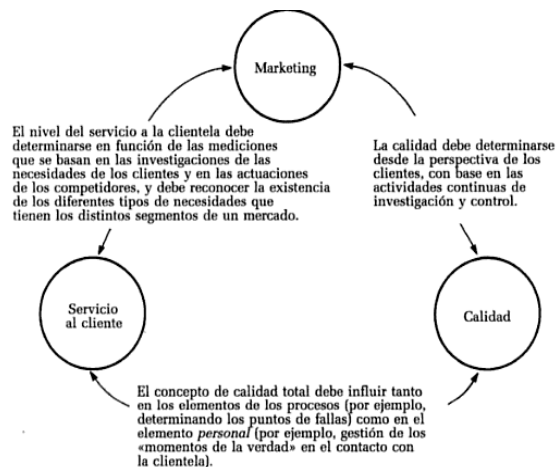 Marketing
El nivel del servicio a la clientela debe
determinarse en función de las mediciones
que se basan en las investigaciones de las
necesidades de los clientes y en las actuaciones
de los competidores, y debe reconocer la existencia
de los diferentes tipos de necesidades que
tienen los distintos segmentos de un mercado.
La calidad debe determinarse
desde la perspectiva de los
clientes, con base en las
actividades continuas de
investigación y control.
Servicio
al cliente
Calidad
El concepto de calidad total debe influir tanto
en los elementos de los procesos (por ejemplo,
determinando los puntos de fallas) como en el
elemento personal (por ejemplo, gestión de los
«momentos de la verdad» en el contacto con
la clientela).